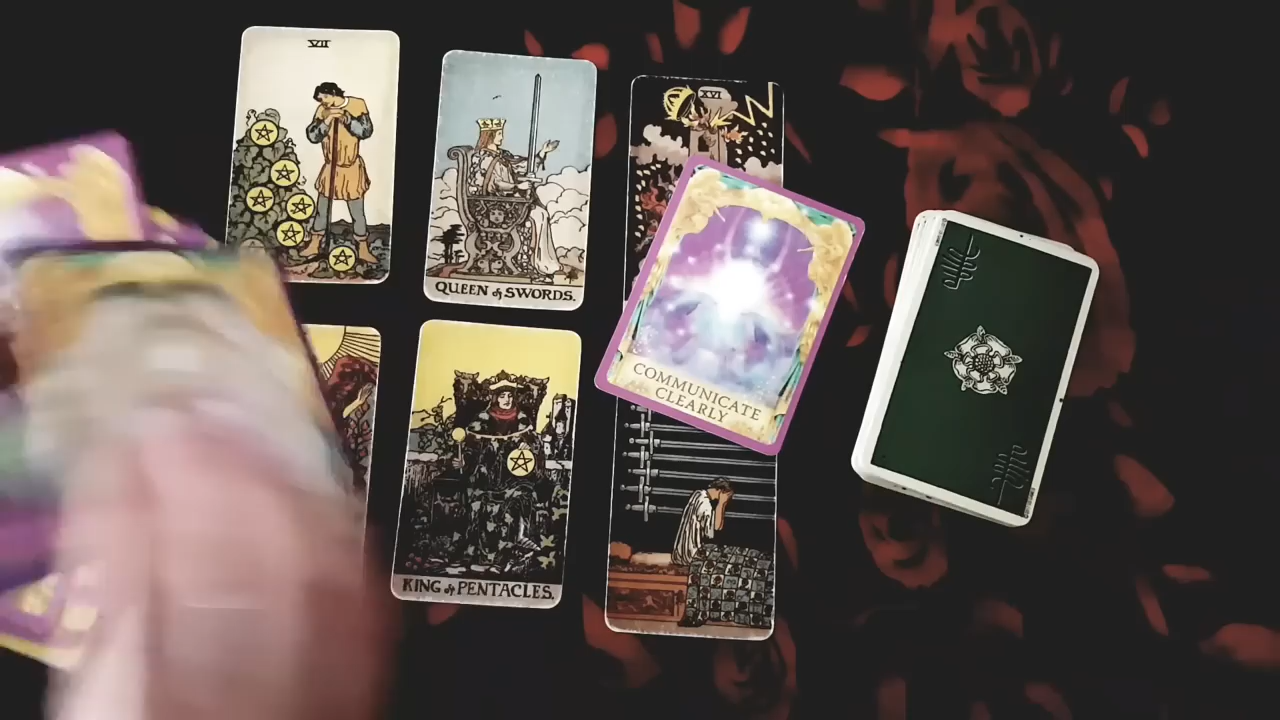 VII
QUEEN of SWORDS.
XVI
COMMUNICATE
CLEARLY
KING of PENTACLES.